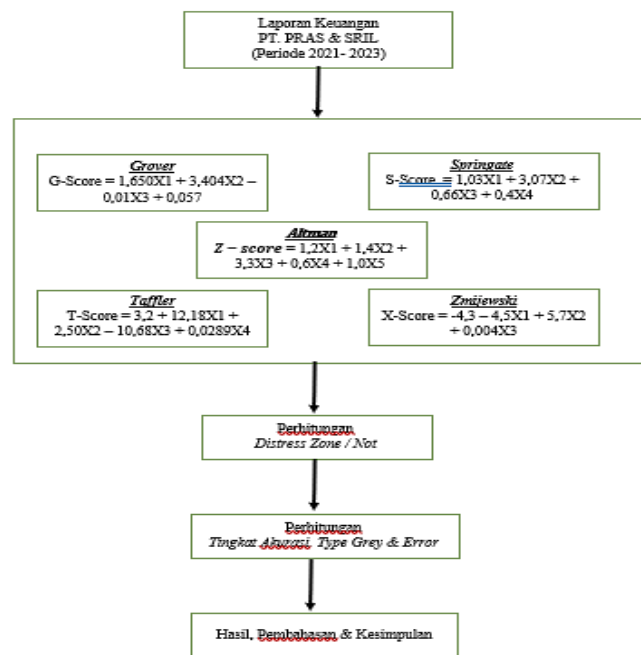 Laporan Keuangan
PT. PRAS & SRIL
(Periode 2021- 2023)
Grover
G-Score = 1,650X1 + 3,404X2 –
0,01X3 + 0,057
Springate
S-Score = 1,03X1 + 3,07X2 +
0,66X3 + 0,4X4
Altman
Z – score = 1,2X1 + 1,4X2 +
3,3X3 + 0,6X4 + 1,0X5
Taffler
T-Score = 3,2 + 12,18X1 +
2,50X2 – 10,68X3 + 0,0289X4
Zmijewski
X-Score = -4,3 – 4,5X1 + 5,7X2
+ 0,004X3
Perhitungan
Distress Zone / Not
Perhitungan
Tingkat Akurasi, Type Grey & Error
Hasil, Pembahasan & Kesimpulan